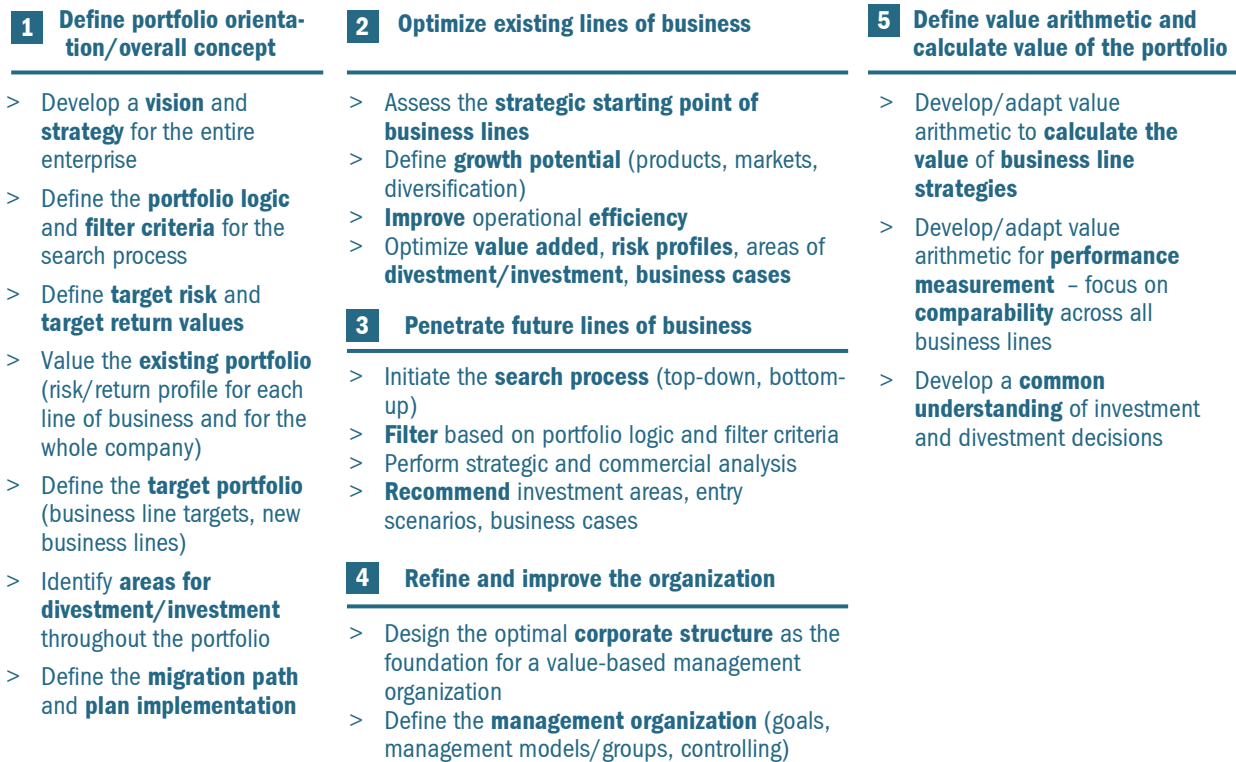 1 Define portfolio orienta-
tion/overall concept
> Develop a vision and
strategy for the entire
enterprise
> Define the portfolio logic
and filter criteria for the
search process
> Define target risk and
target return values
> Value the existing portfolio
(risk/return profile for each
line of business and for the
whole company)
> Define the target portfolio
(business line targets, new
business lines)
> Identify areas for
divestment/investment
throughout the portfolio
> Define the migration path
and plan implementation
2 Optimize existing lines of business
> Assess the strategic starting point of
business lines
> Define growth potential (products, markets,
diversification)
> Improve operational efficiency
> Optimize value added, risk profiles, areas of
divestment/investment, business cases
3 Penetrate future lines of business
> Initiate the search process (top-down, bottom-
up)
> Filter based on portfolio logic and filter criteria
> Perform strategic and commercial analysis
> Recommend investment areas, entry
scenarios, business cases
4 Refine and improve the organization
> Design the optimal corporate structure as the
foundation for a value-based management
organization
> Define the management organization (goals,
management models/groups, controlling)
5 Define value arithmetic and
calculate value of the portfolio
> Develop/adapt value
arithmetic to calculate the
value of business line
strategies
> Develop/adapt value
arithmetic for performance
measurement – focus on
comparability across all
business lines
> Develop a common
understanding of investment
and divestment decisions